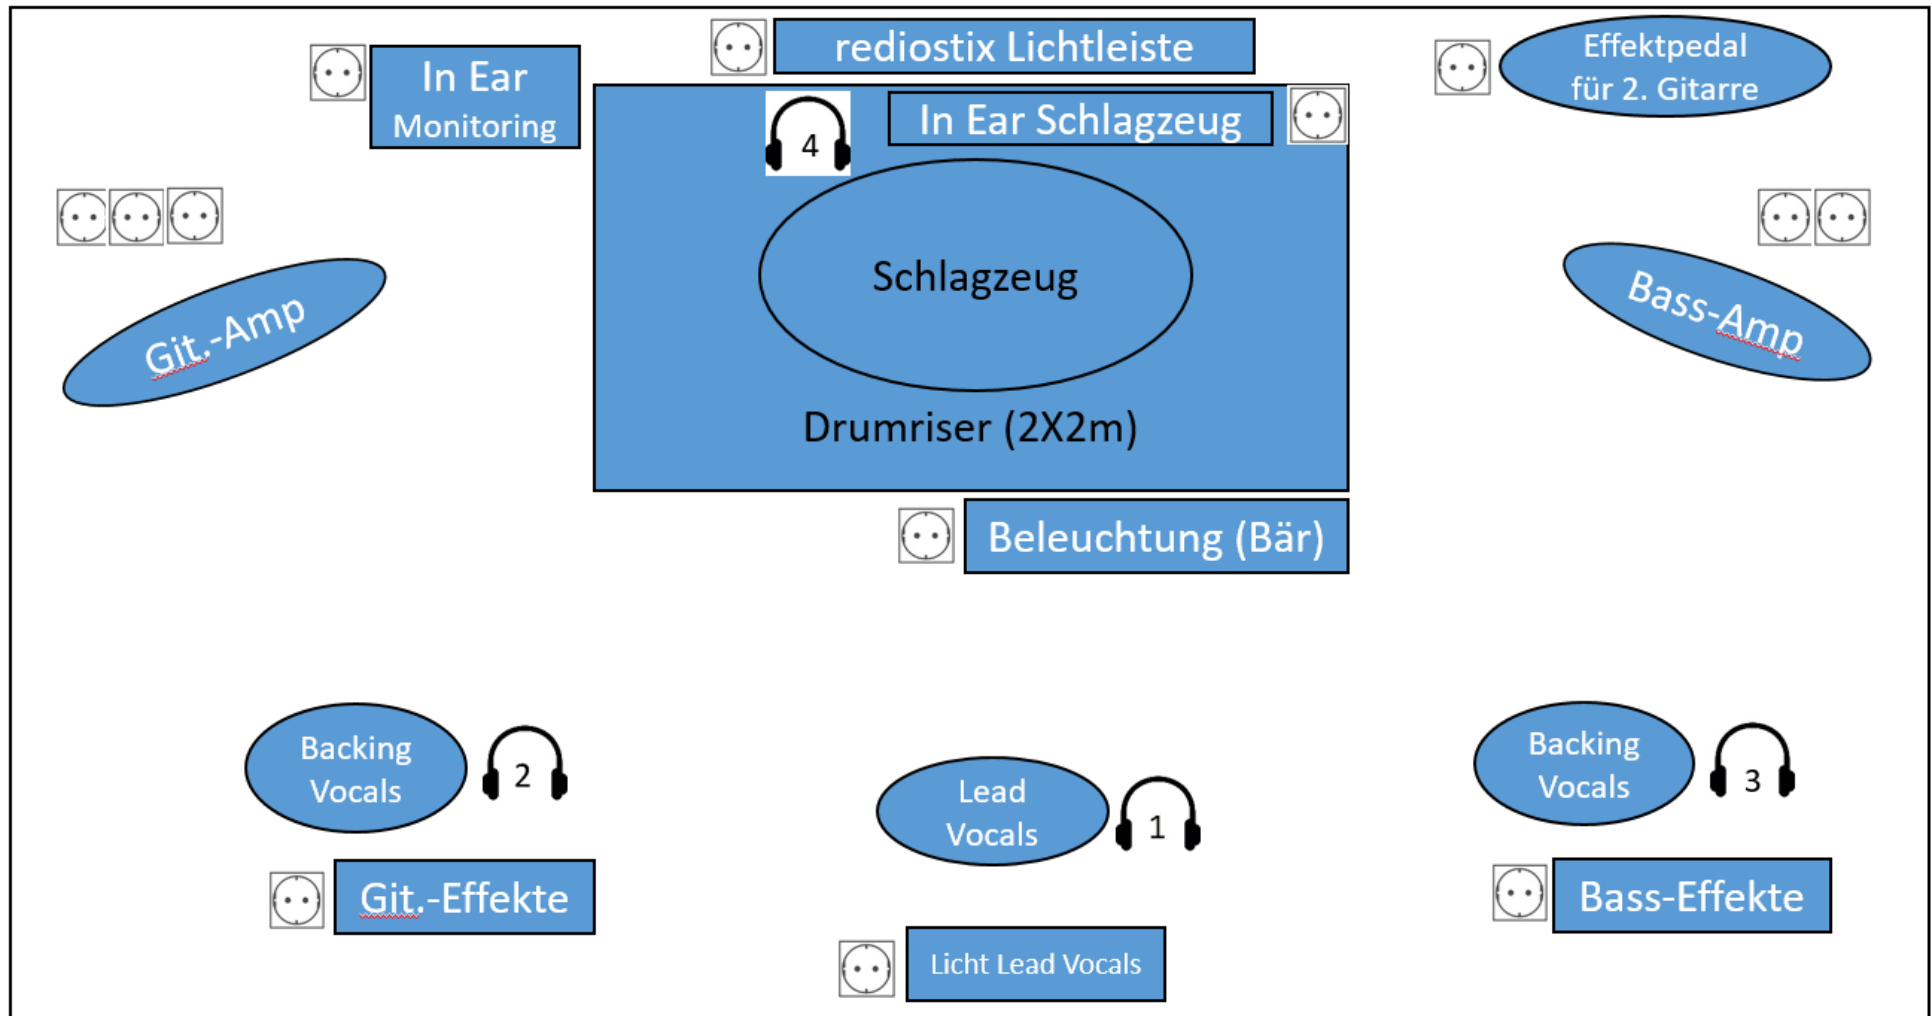 rediostix Lichtleiste
Effektpedal
für 2. Gitarre
In Ear
Monitoring
4
In Ear Schlagzeug
Schlagzeug
Git.-Amp
Bass-Amp
Drumriser (2X2m)
Beleuchtung (Bär)
Backing
Vocals
2
Lead
Vocals
1
Backing
Vocals
3
Git.-Effekte
Bass-Effekte
Licht Lead Vocals